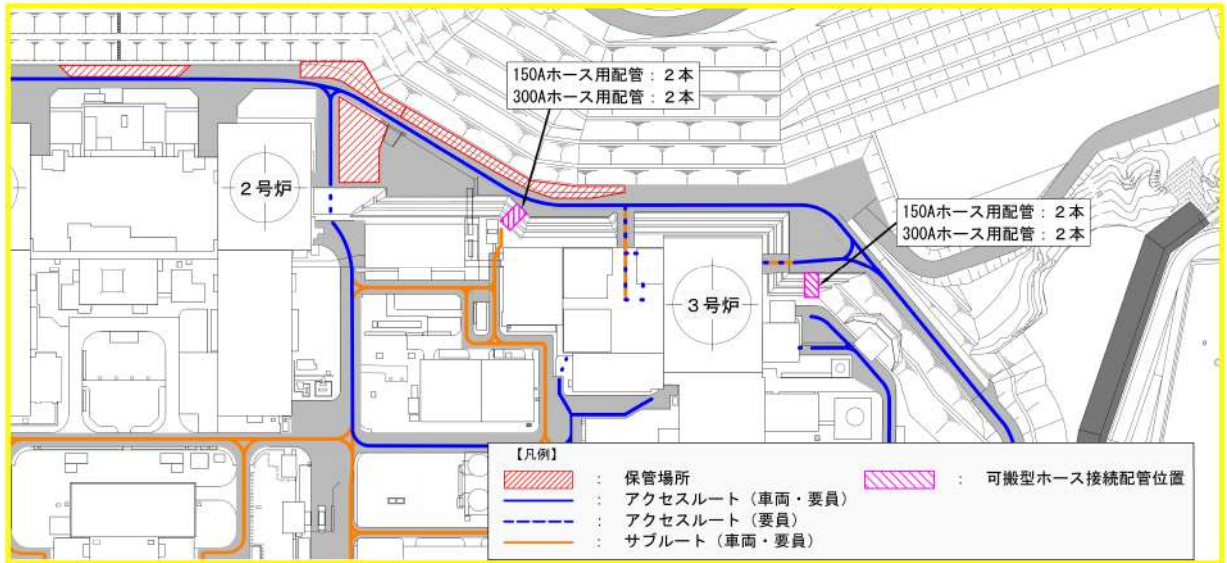 150Aホース用配管：２本
300Aホース用配管：２本
２号炉
150Aホース用配管：２本
300Aホース用配管：２本
３号炉
【凡例】
： 保管場所
： 可搬型ホース接続配管位置
： アクセスルート（車両・要員）
： アクセスルート（要員）
： サブルート（車両・要員）